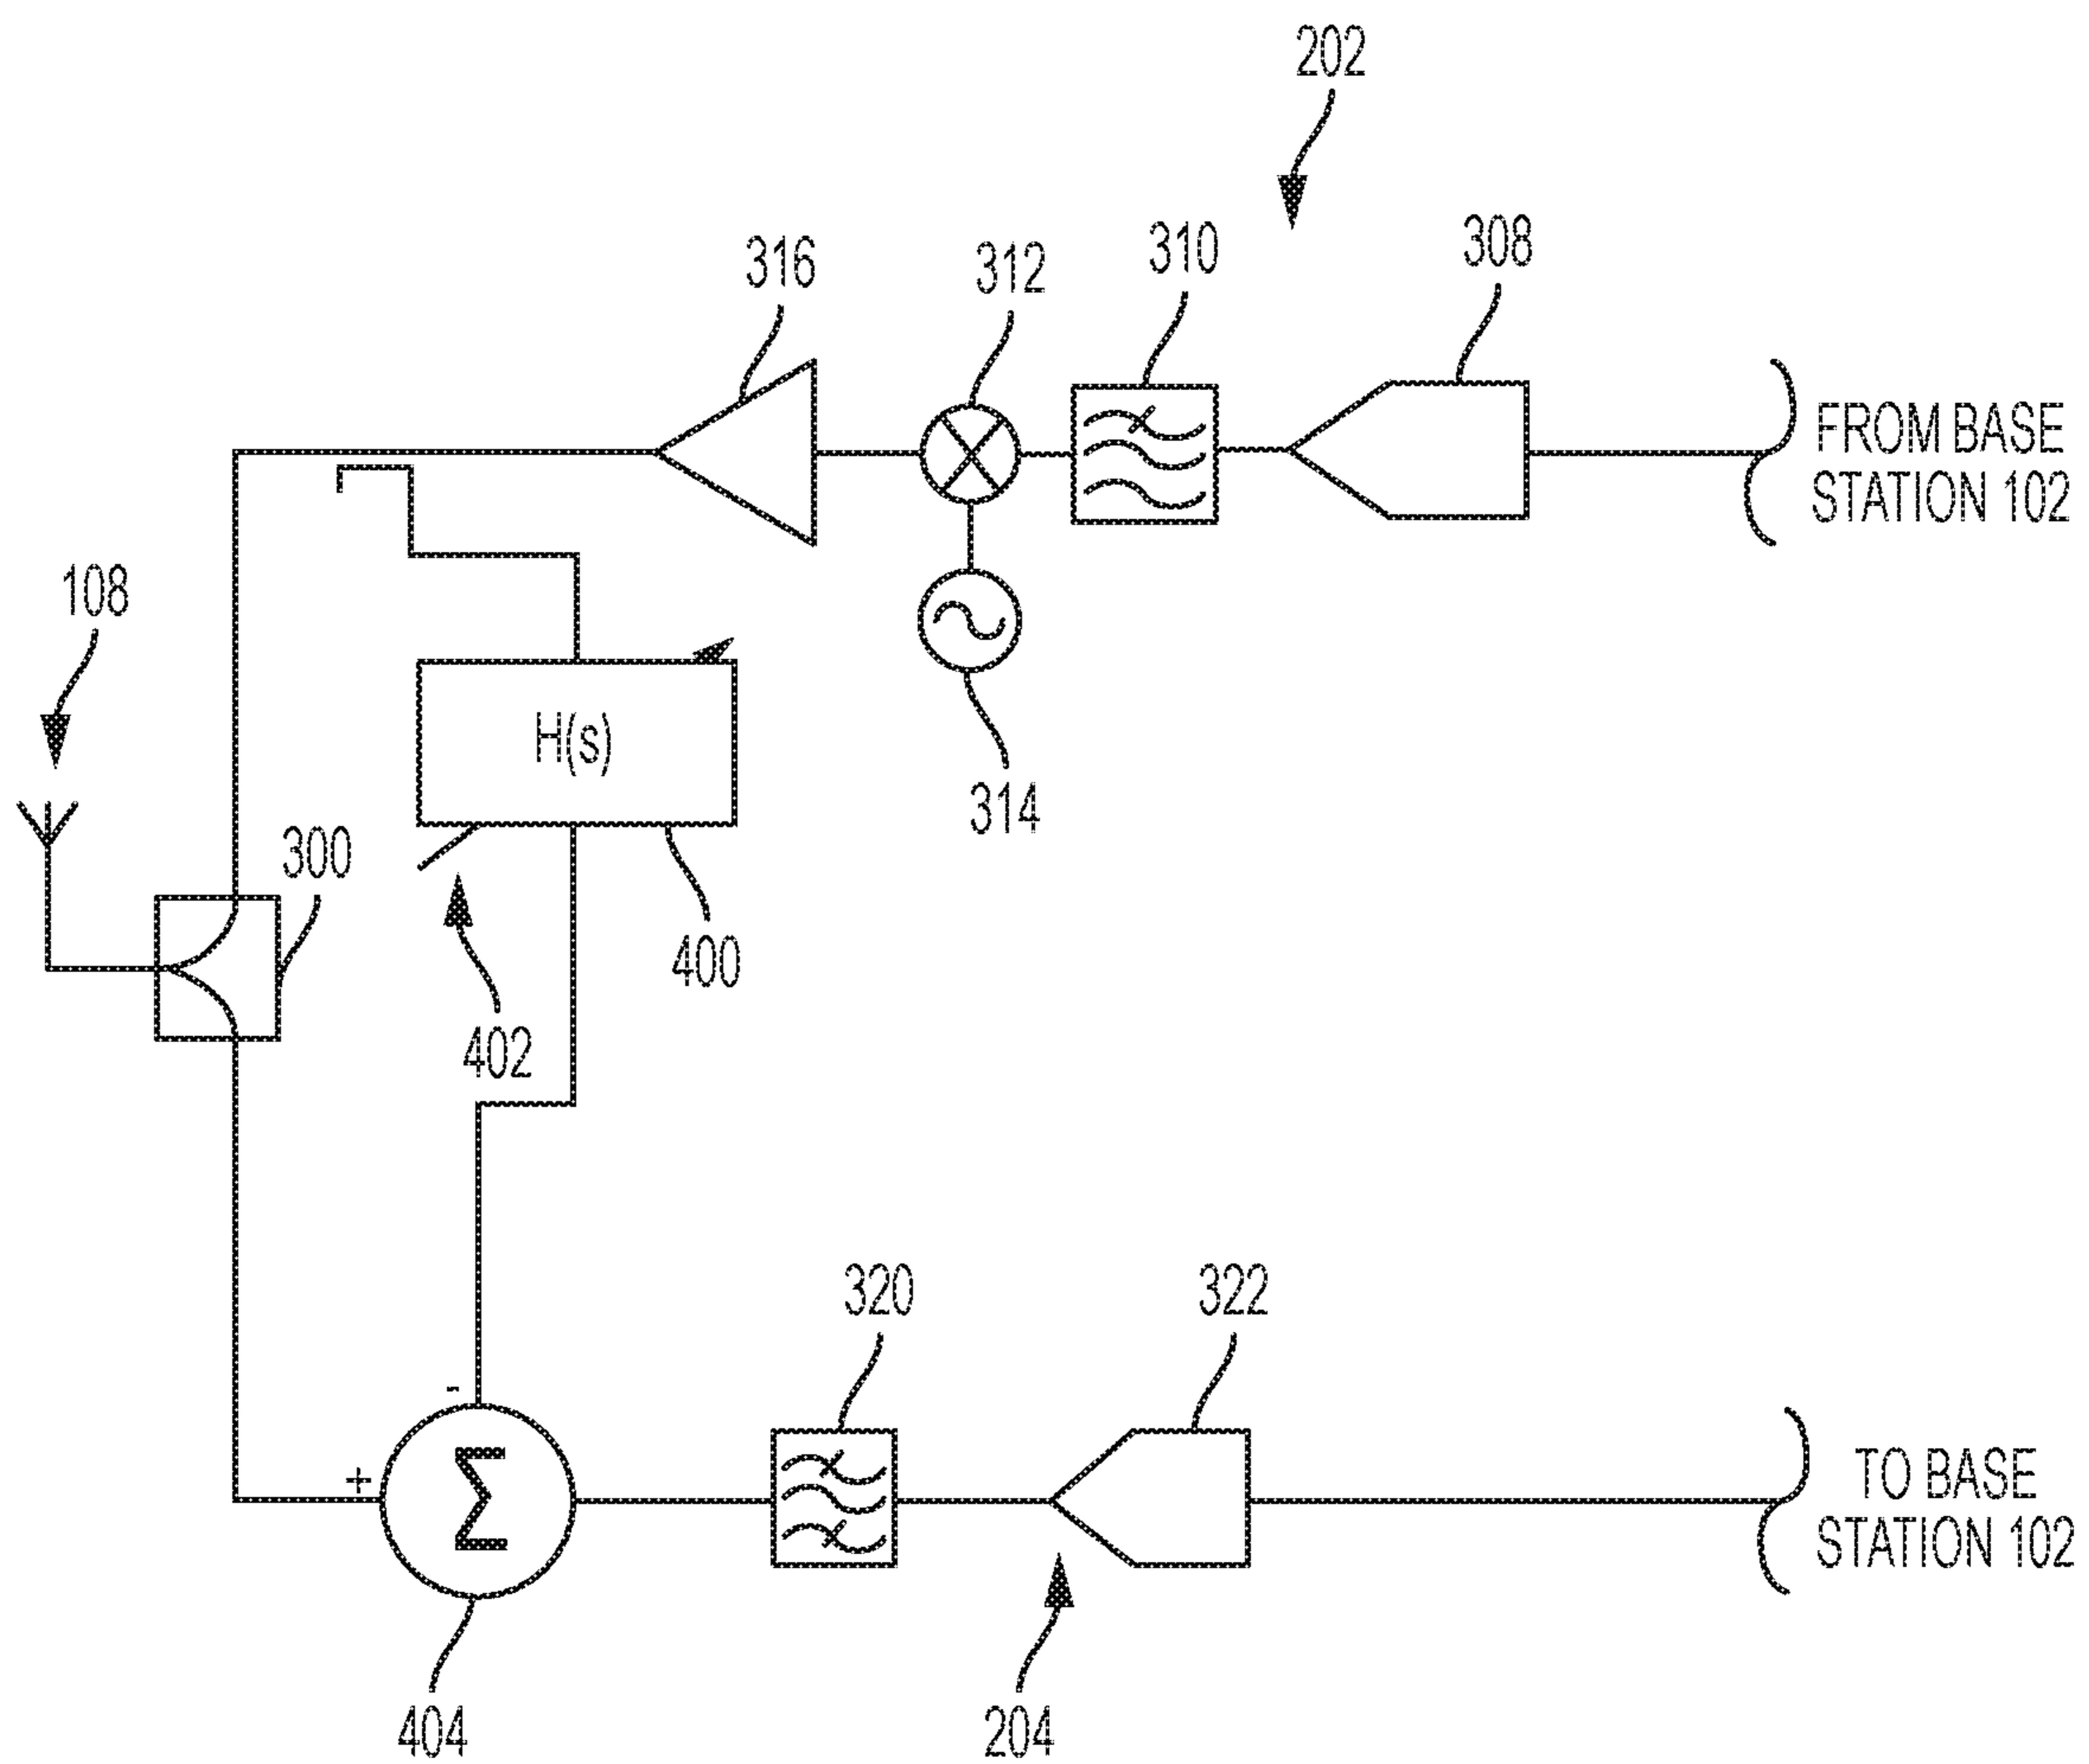 202
308
310
312
316
FROM BASE
STATION 102
108
H(s)
314
300
400
402
320
322
-
+
Σ
TO BASE
STATION 102
404
204